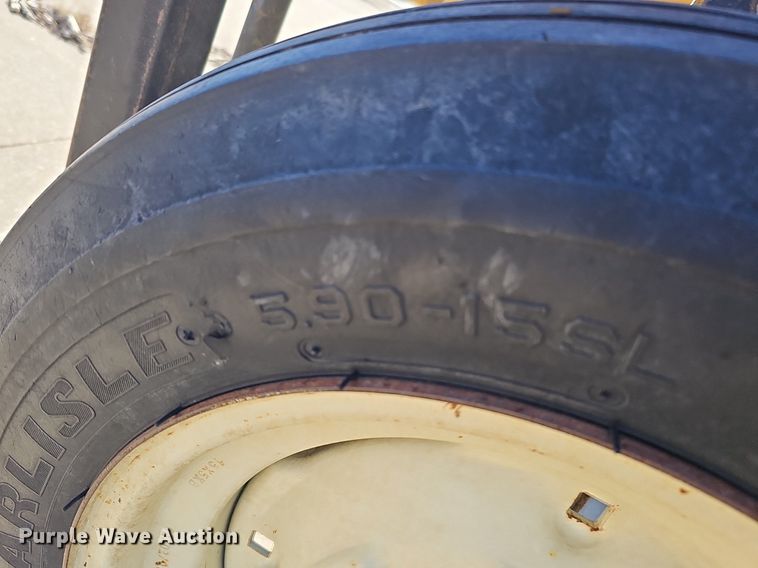 ARLISLE
5.90-15SL
Purple Wave Auction